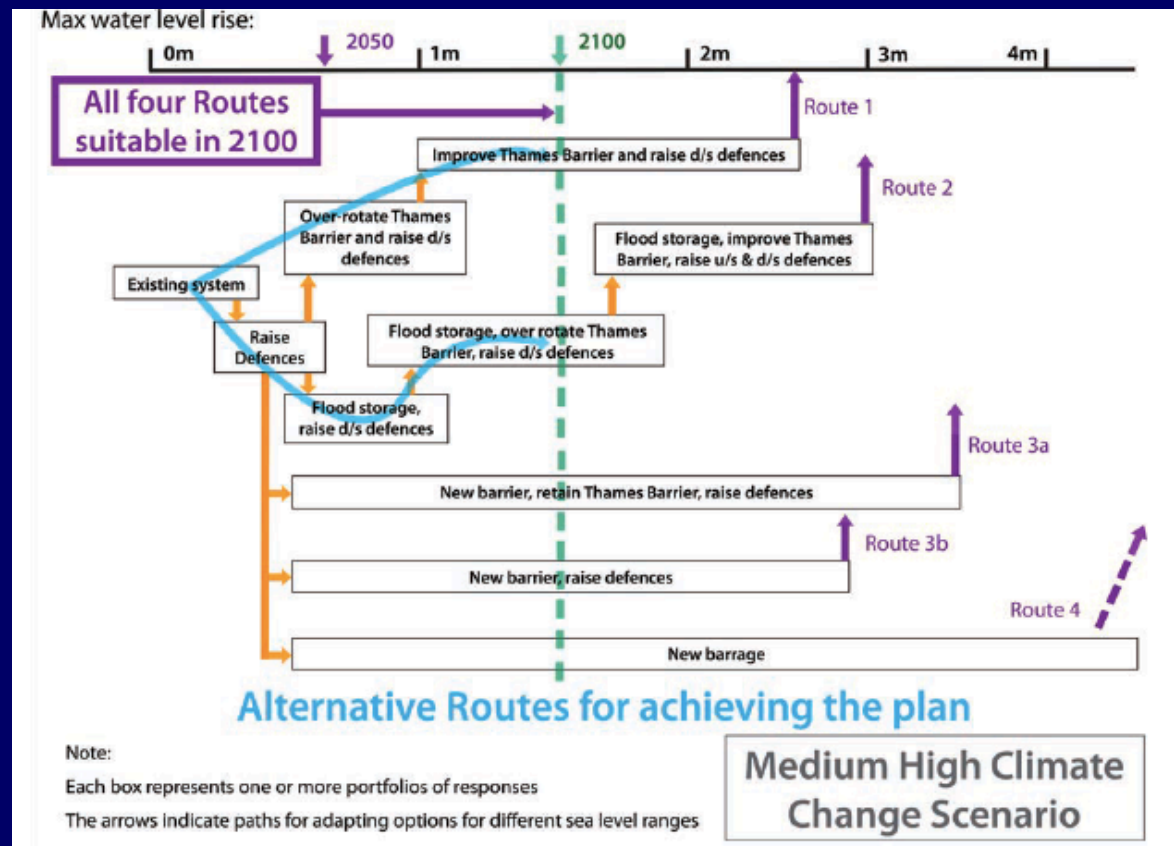 Max water level rise:
0m
2050
1m
2100
2m
3m
4m
All four Routes
suitable in 2100
Route 1
Improve Thames Barrier and raise d/s defences
Route 2
Over-rotate Thames
Barrier and raise d/s
defences
Flood storage, improve Thames
Barrier, raise u/s & d/s defences
Existing system
Raise
Defences
Flood storage, over rotate Thames
Barrier, raise d/s defences
Flood storage,
raise d/s defences
Route 3a
New barrier, retain Thames Barrier, raise defences
Route 3b
New barrier, raise defences
Route 4
New barrage
Alternative Routes for achieving the plan
Note:
Each box represents one or more portfolios of responses
The arrows indicate paths for adapting options for different sea level ranges
Medium High Climate
Change Scenario